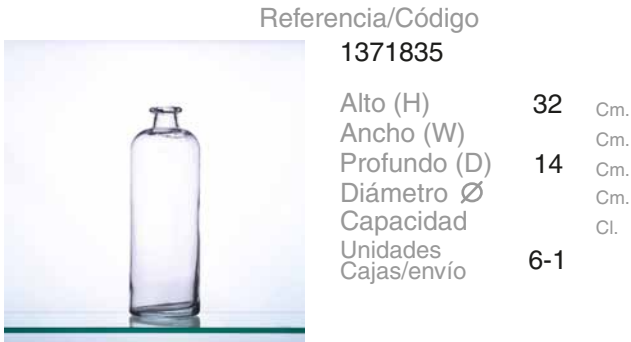 Referencia/Código
1371835
Alto (H) 32 Cm.
Ancho (W) Cm.
Profundo (D) 14 Cm.
Diámetro Ø Cm.
Capacidad Cl.
Unidades
Cajas/envío 6-1